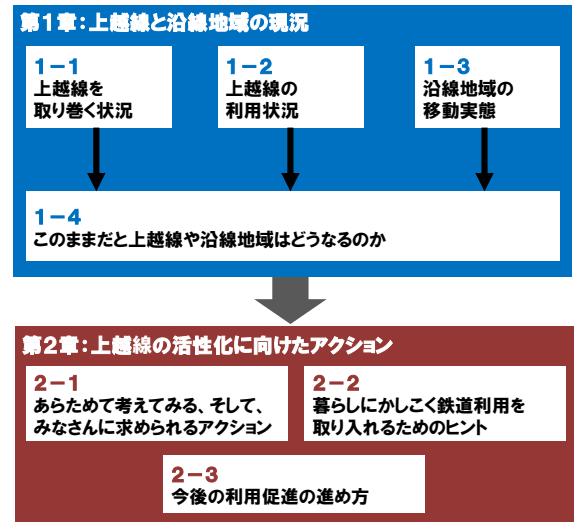 第1章：上越線と沿線地域の現況
1－1
上越線を
取り巻く状況
1－2
上越線の
利用状況
1－3
沿線地域の
移動実態
1－4
このままだと上越線や沿線地域はどうなるのか
第2章：上越線の活性化に向けたアクション
2－1
あらためて考えてみる、そして、
みなさんに求められるアクション
2－2
暮らしにかしこく鉄道利用を
取り入れるためのヒント
2－3
今後の利用促進の進め方